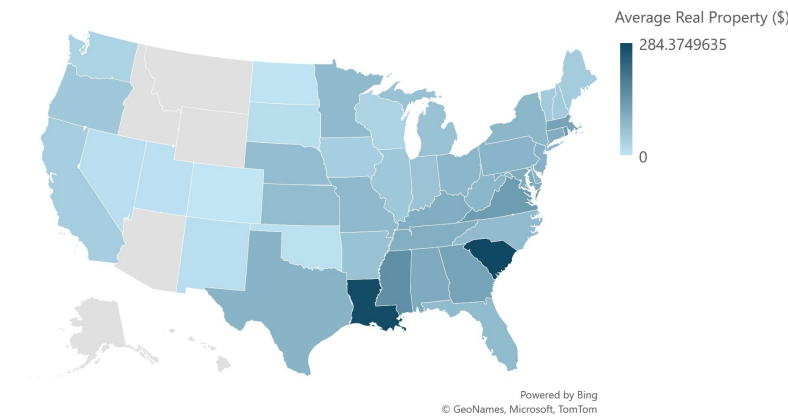 Average Real Property ($)
284.3749635
0
Powered by Bing
© GeoNames, Microsoft, TomTom